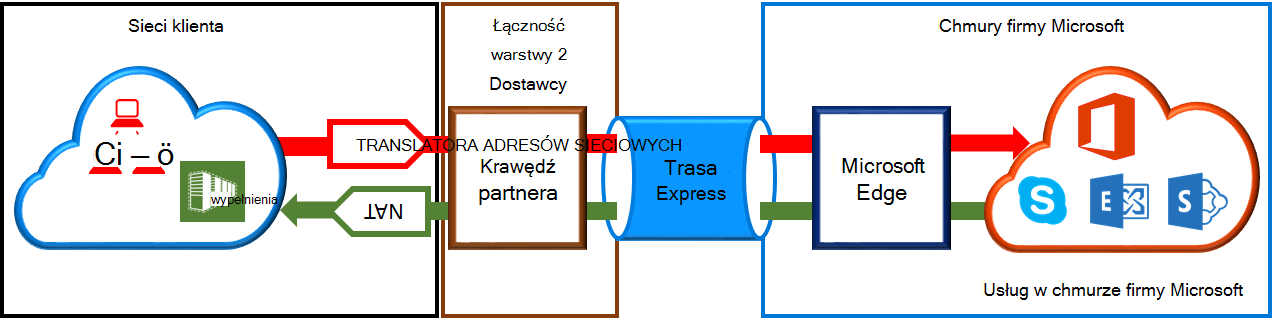 Sieci klienta
Ci – ö
wypełnienia
TRANSLATORA ADRESÓW SIECIOWYCH
NAT
Łączność
warstwy 2
Dostawcy
Krawędź
partnera
Trasa
Express
Chmury firmy Microsoft
Microsoft
Edge
S
E
S
Usług w chmurze firmy Microsoft